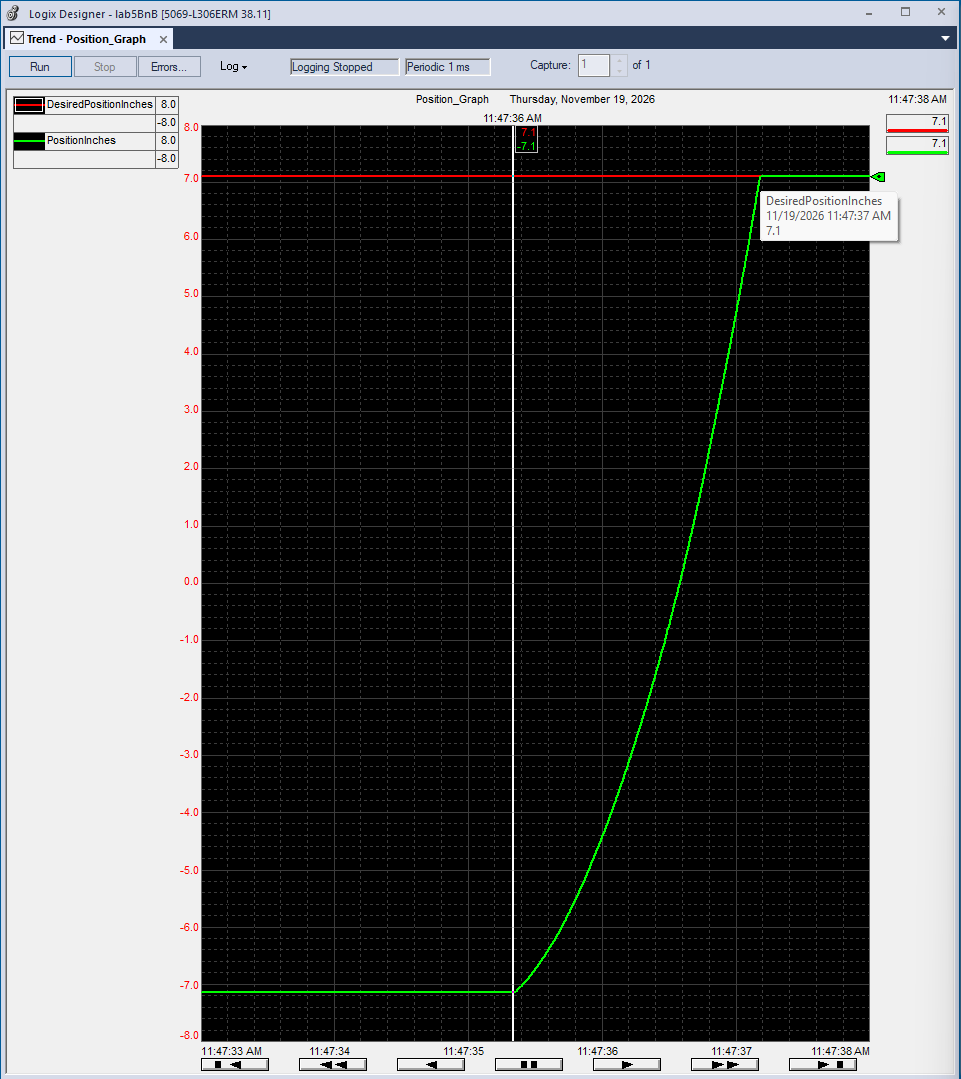 Logix Designer - lab5BnB [5069-L306ERM 38.11]
Trend - Position_Graph
Run Stop Errors... Log Logging Stopped Periodic 1 ms Capture: 1 of 1
Position_Graph Thursday, November 19, 2026 11:47:38 AM
DesiredPositionInches 8.0
-8.0
PositionInches 8.0
-8.0
11:47:36 AM
7.1
-7.1
7.1
7.1
8.0
7.0
6.0
5.0
4.0
3.0
2.0
1.0
0.0
-1.0
-2.0
-3.0
-4.0
-5.0
-6.0
-7.0
-8.0
DesiredPositionInches
11/19/2026 11:47:37 AM
7.1
11:47:33 AM 11:47:34 11:47:35 11:47:36 11:47:37 11:47:38 AM